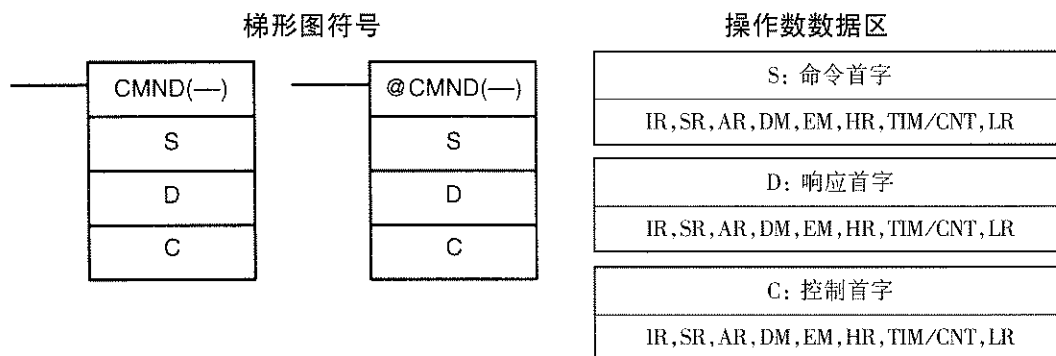 梯形图符号
CMND(—)
S
D
C
@CMND(—)
S
D
C
操作数数据区
S: 命令首字
IR,SR,AR,DM,EM,HR,TIM/CNT,LR
D: 响应首字
IR,SR,AR,DM,EM,HR,TIM/CNT,LR
C: 控制首字
IR,SR,AR,DM,EM,HR,TIM/CNT,LR